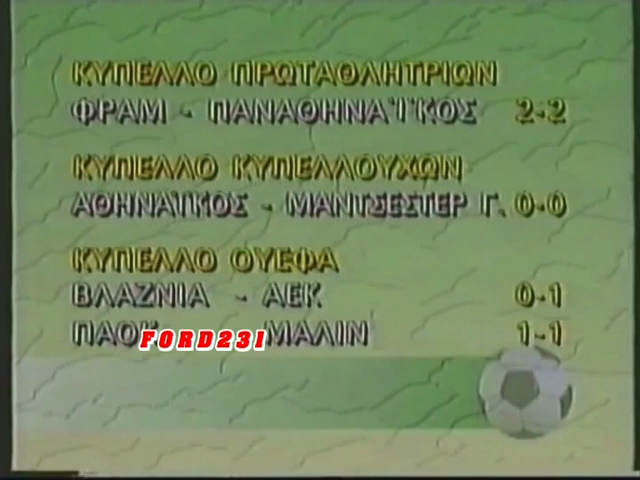 ΚΥΠΕΛΛΟ ΠΡΩΤΑΘΛΗΤΡΙΩΝ
ΦΡΑΜ - ΠΑΝΑΘΗΝΑΪΚΟΣ 2-2
ΚΥΠΕΛΛΟ ΚΥΠΕΛΛΟΥΧΩΝ
ΑΘΗΝΑΪΚΟΣ - ΜΑΝΤΣΕΣΤΕΡ Γ. 0-0
ΚΥΠΕΛΛΟ ΟΥΕΦΑ
ΒΛΑΖΝΙΑ - ΑΕΚ 0-1
ΠΑΟΚ ΜΑΛΙΝ 1-1
FORD23I